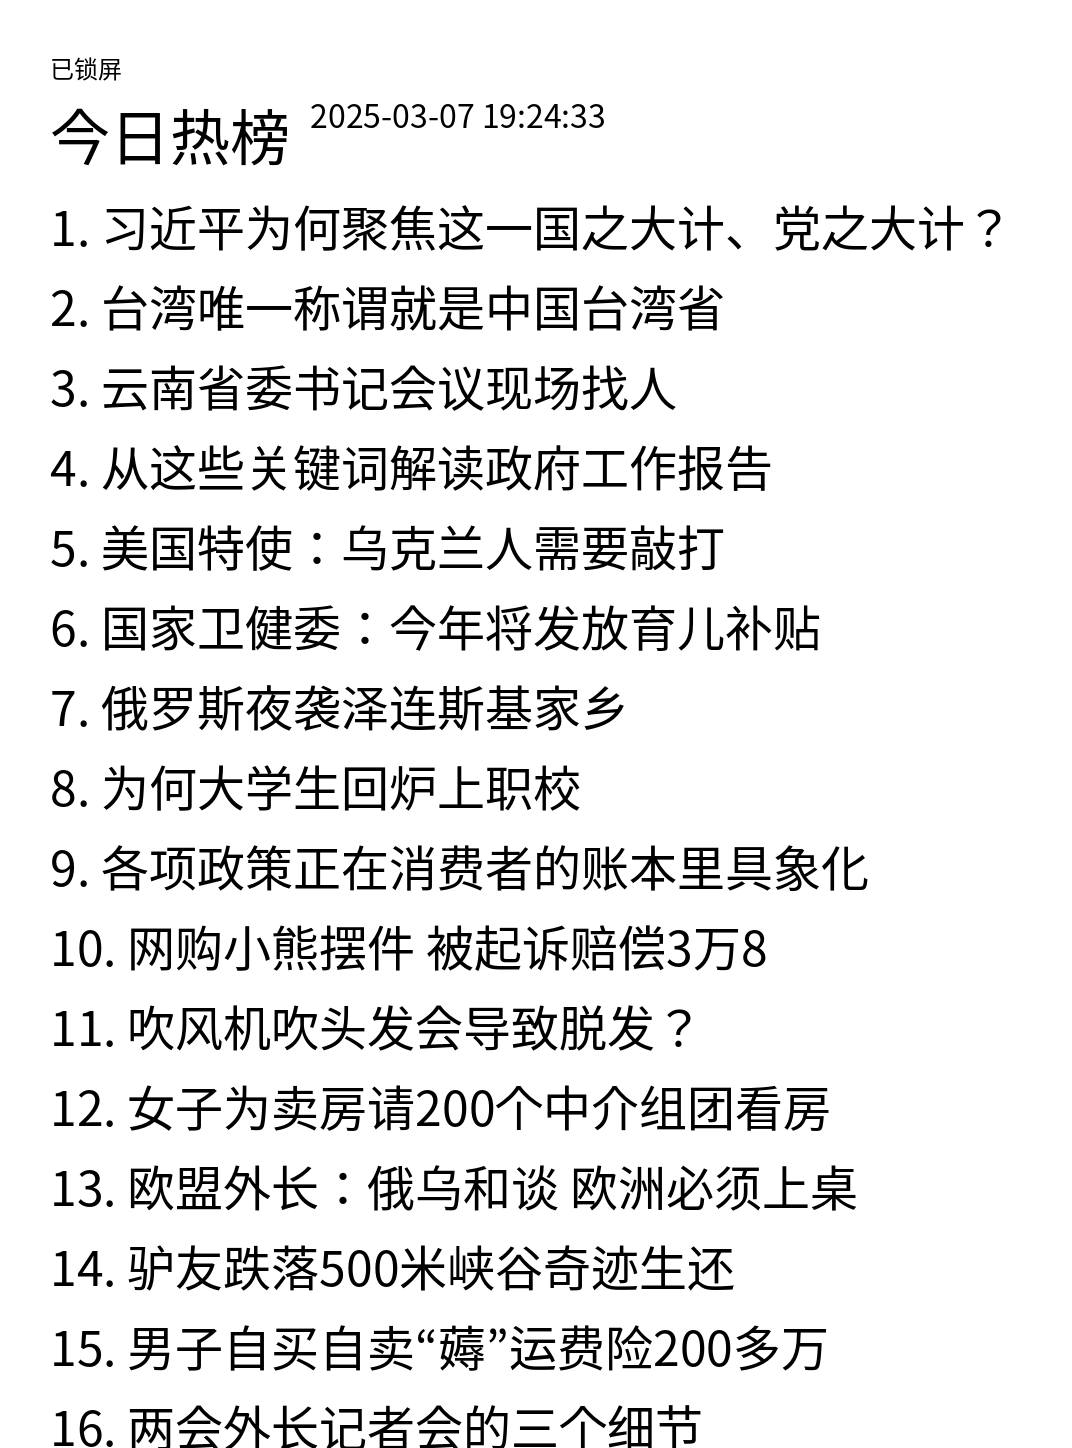 已锁屏
今日热榜 2025-03-07 19:24:33
1. 习近平为何聚焦这一国之大计、党之大计？
2. 台湾唯一称谓就是中国台湾省
3. 云南省委书记会议现场找人
4. 从这些关键词解读政府工作报告
5. 美国特使：乌克兰人需要敲打
6. 国家卫健委：今年将发放育儿补贴
7. 俄罗斯夜袭泽连斯基家乡
8. 为何大学生回炉上职校
9. 各项政策正在消费者的账本里具象化
10. 网购小熊摆件 被起诉赔偿3万8
11. 吹风机吹头发会导致脱发？
12. 女子为卖房请200个中介组团看房
13. 欧盟外长：俄乌和谈 欧洲必须上桌
14. 驴友跌落500米峡谷奇迹生还
15. 男子自买自卖“薅”运费险200多万
16. 两会外长记者会的三个细节